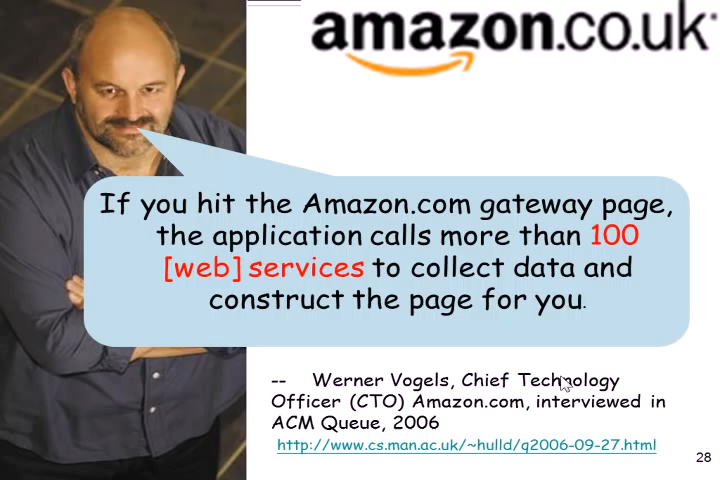 amazon.co.uk
If you hit the Amazon.com gateway page,
the application calls more than 100
[web] services to collect data and
construct the page for you.
-- Werner Vogels, Chief Technology
Officer (CTO) Amazon.com, interviewed in
ACM Queue, 2006
http://www.cs.man.ac.uk/~hulld/q2006-09-27.html
28